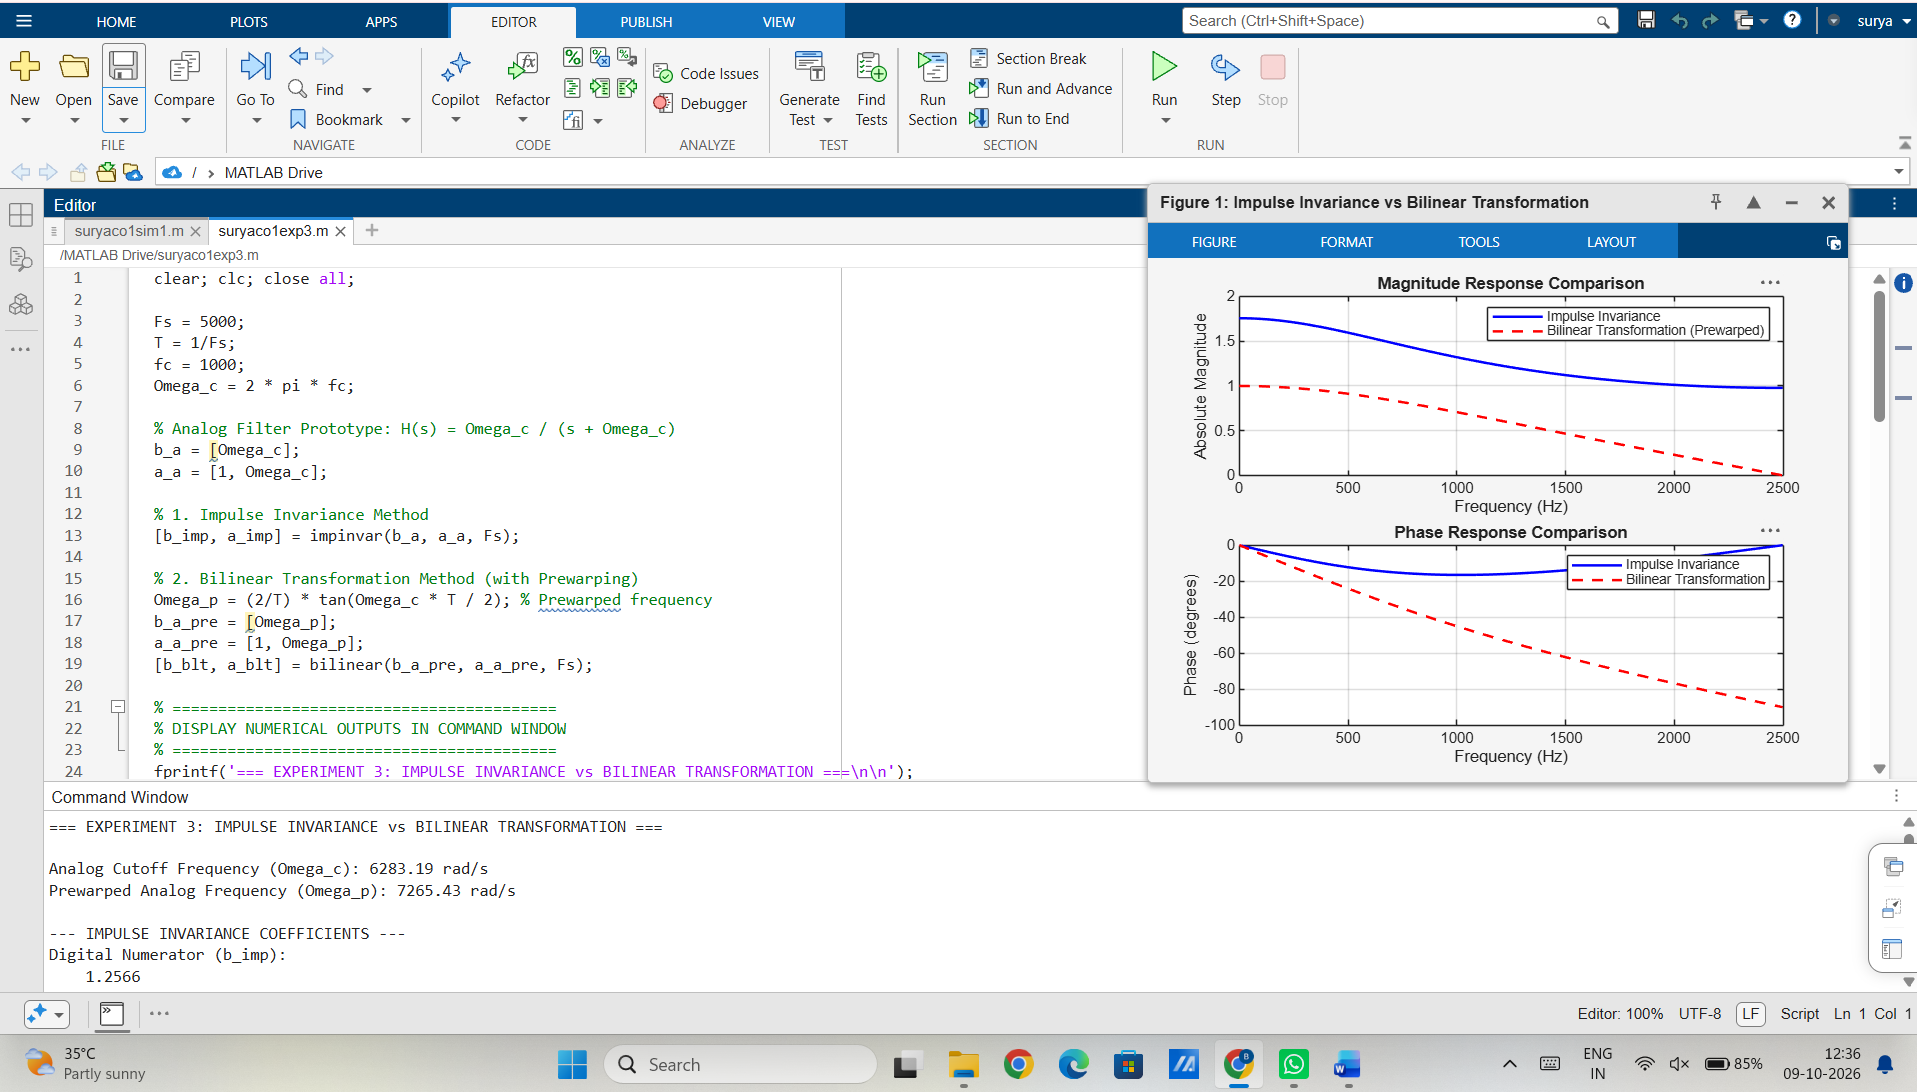 HOME PLOTS APPS EDITOR PUBLISH VIEW Search (Ctrl+Shift+Space) surya
New Open Save Compare
FILE
Go To Find Bookmark
NAVIGATE
Copilot Refactor
CODE
Code Issues
Debugger
ANALYZE
Generate Test Find Tests
TEST
Run Section Section Break
Run and Advance
Run to End
SECTION
Run Step Stop
RUN
/ › MATLAB Drive
Editor
suryaco1sim1.m suryaco1exp3.m
/MATLAB Drive/suryaco1exp3.m
1 clear; clc; close all;
2
3 Fs = 5000;
4 T = 1/Fs;
5 fc = 1000;
6 Omega_c = 2 * pi * fc;
7
8 % Analog Filter Prototype: H(s) = Omega_c / (s + Omega_c)
9 b_a = [Omega_c];
10 a_a = [1, Omega_c];
11
12 % 1. Impulse Invariance Method
13 [b_imp, a_imp] = impinvar(b_a, a_a, Fs);
14
15 % 2. Bilinear Transformation Method (with Prewarping)
16 Omega_p = (2/T) * tan(Omega_c * T / 2); % Prewarped frequency
17 b_a_pre = [Omega_p];
18 a_a_pre = [1, Omega_p];
19 [b_blt, a_blt] = bilinear(b_a_pre, a_a_pre, Fs);
20
21 % ==========================================
22 % DISPLAY NUMERICAL OUTPUTS IN COMMAND WINDOW
23 % ==========================================
24 fprintf('=== EXPERIMENT 3: IMPULSE INVARIANCE vs BILINEAR TRANSFORMATION ===\n\n');
Figure 1: Impulse Invariance vs Bilinear Transformation
FIGURE FORMAT TOOLS LAYOUT
Magnitude Response Comparison
Absolute Magnitude
2
1.5
1
0.5
0
Impulse Invariance
Bilinear Transformation (Prewarped)
0 500 1000 1500 2000 2500
Frequency (Hz)
Phase Response Comparison
Phase (degrees)
0
-20
-40
-60
-80
-100
Impulse Invariance
Bilinear Transformation
0 500 1000 1500 2000 2500
Frequency (Hz)
Command Window
=== EXPERIMENT 3: IMPULSE INVARIANCE vs BILINEAR TRANSFORMATION ===
Analog Cutoff Frequency (Omega_c): 6283.19 rad/s
Prewarped Analog Frequency (Omega_p): 7265.43 rad/s
--- IMPULSE INVARIANCE COEFFICIENTS ---
Digital Numerator (b_imp):
1.2566
Editor: 100% UTF-8 LF Script Ln 1 Col 1
35°C
Partly sunny
Search
ENG
IN
85%
12:36
09-10-2026